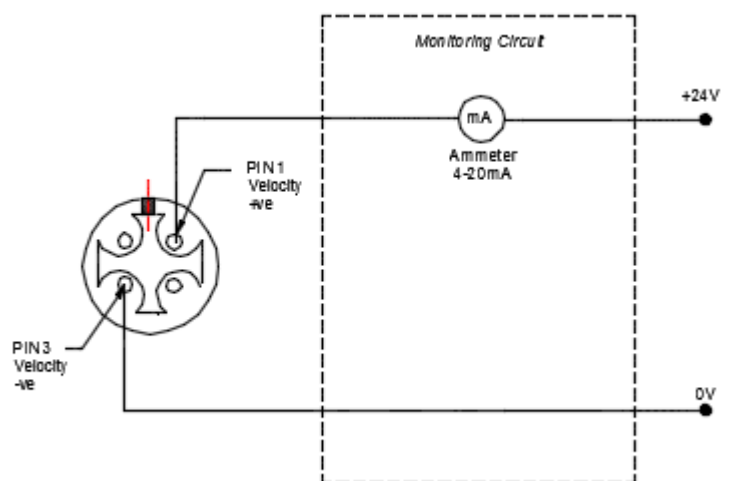 Monitoring Circuit
+24V
mA
Ammeter
4-20mA
PIN1
Velocity
+ve
PIN3
Velocity
-ve
0V